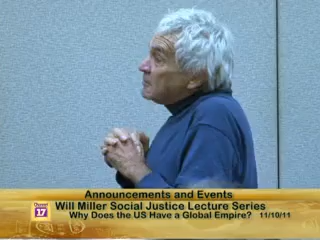 Announcements and Events
Channel
17
Will Miller Social Justice Lecture Series
Why Does the US Have a Global Empire? 11/10/11